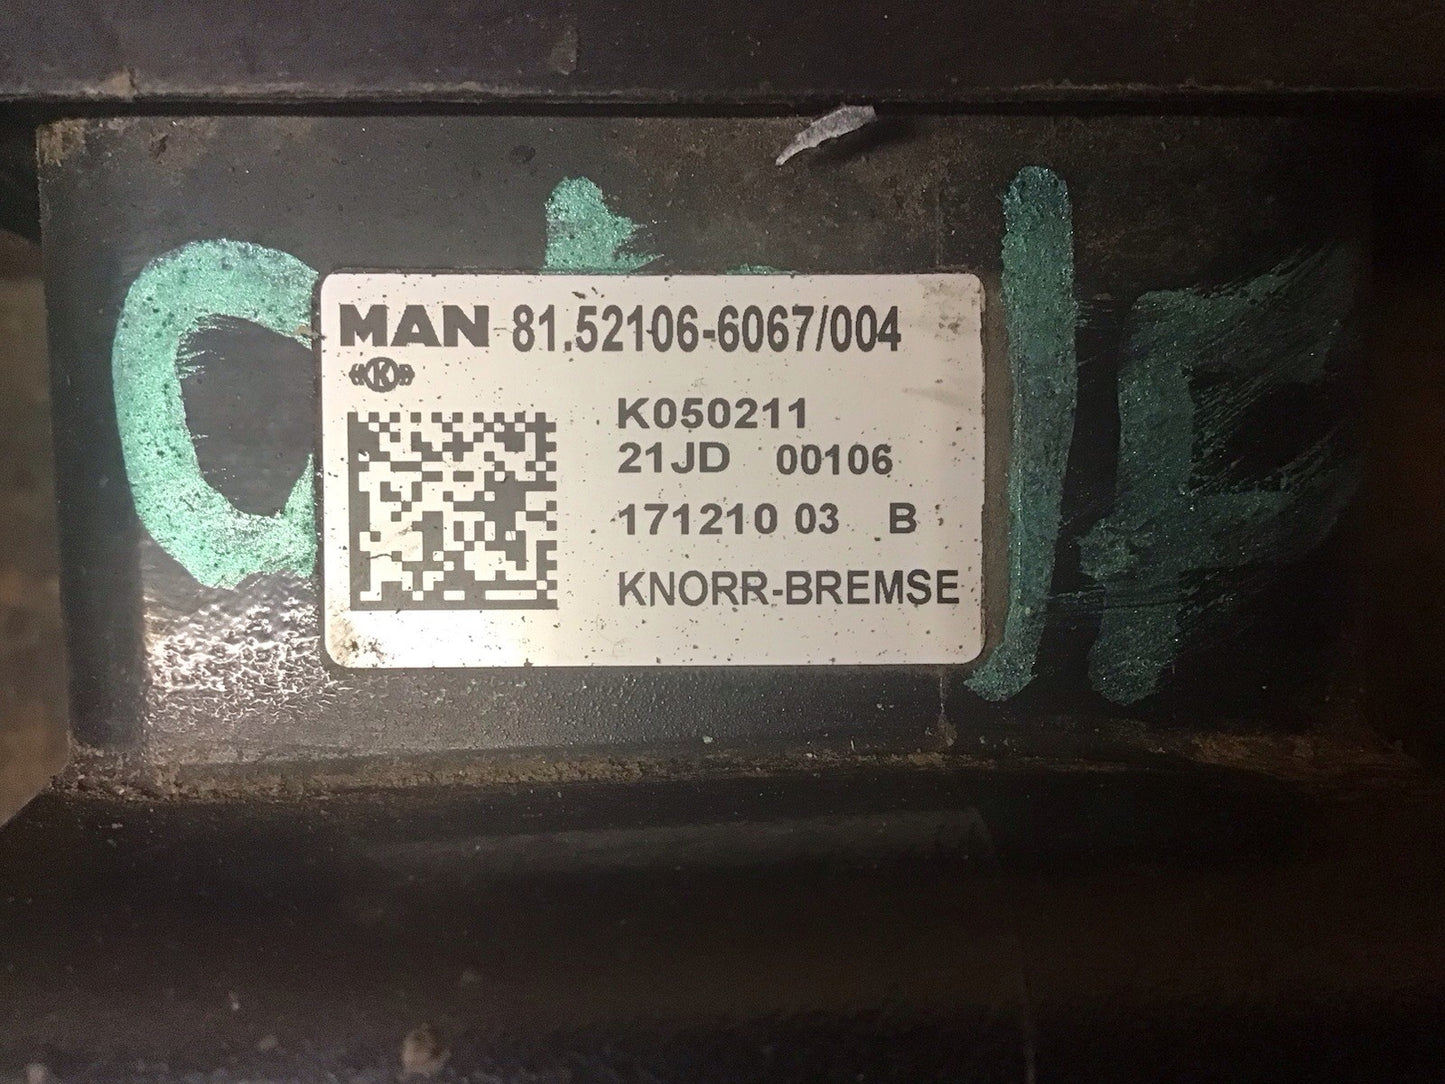 MAN 81.52106-6067/004
K
K050211
21JD 00106
171210 03 B
KNORR-BREMSE